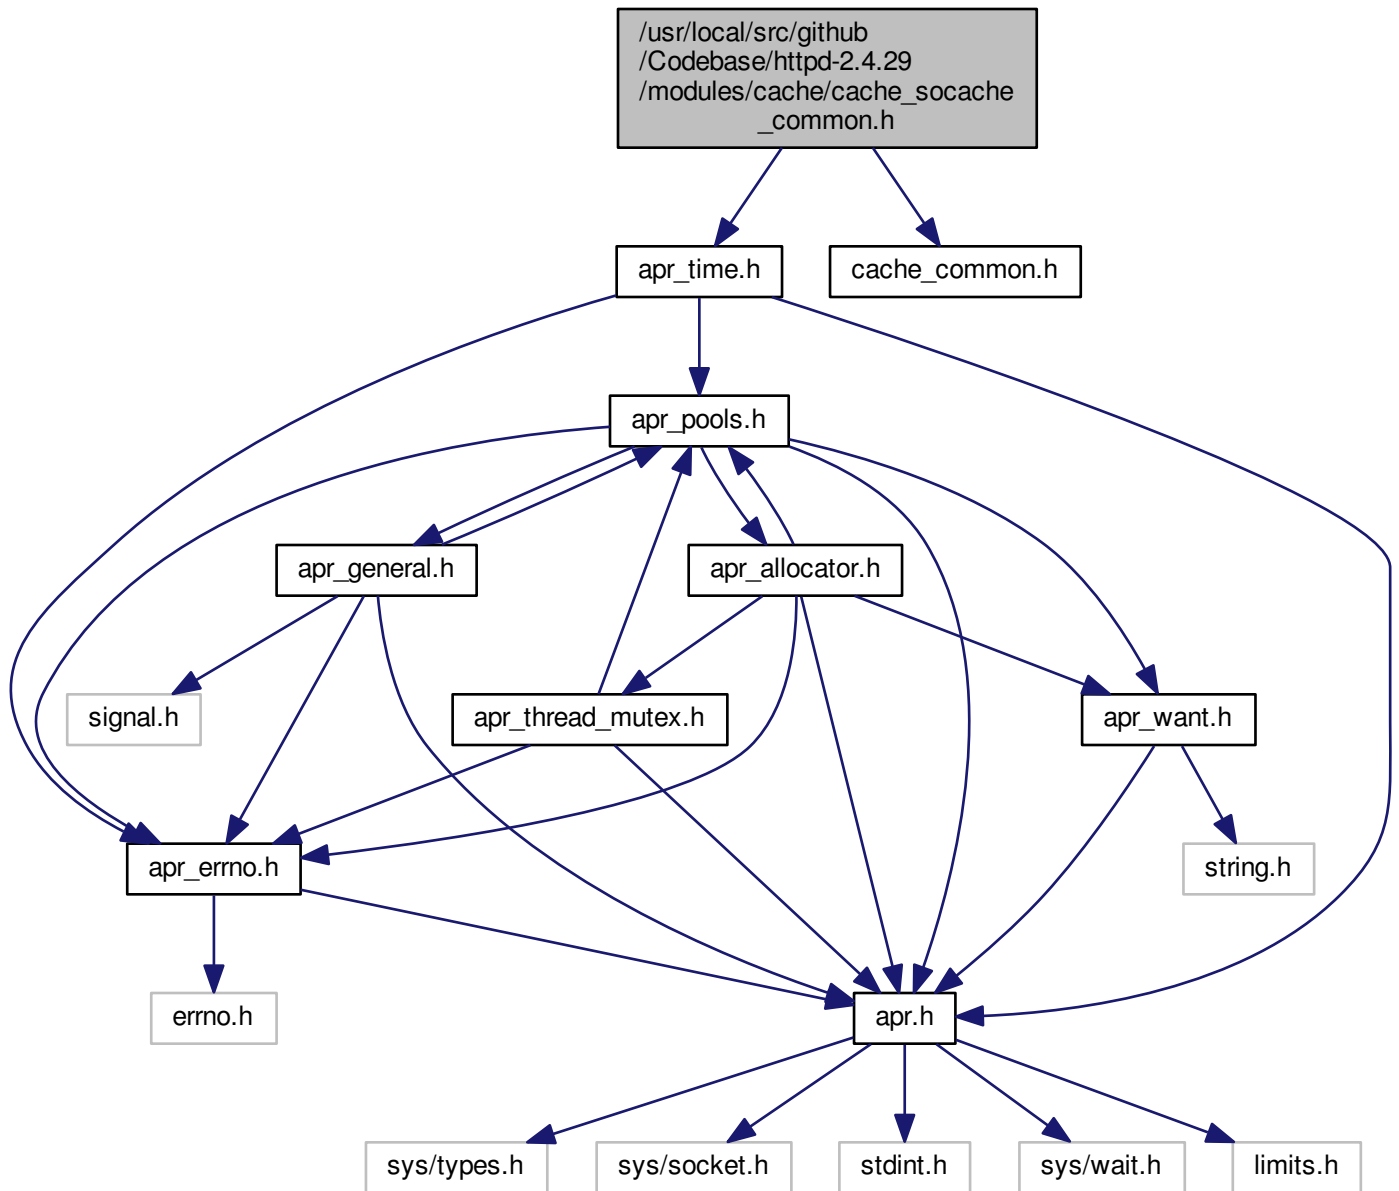 /usr/local/src/github
/Codebase/httpd-2.4.29
/modules/cache/cache_socache
_common.h
apr_time.h
cache_common.h
apr_pools.h
apr_general.h
apr_allocator.h
signal.h
apr_thread_mutex.h
apr_want.h
apr_errno.h
string.h
errno.h
apr.h
sys/types.h
sys/socket.h
stdint.h
sys/wait.h
limits.h